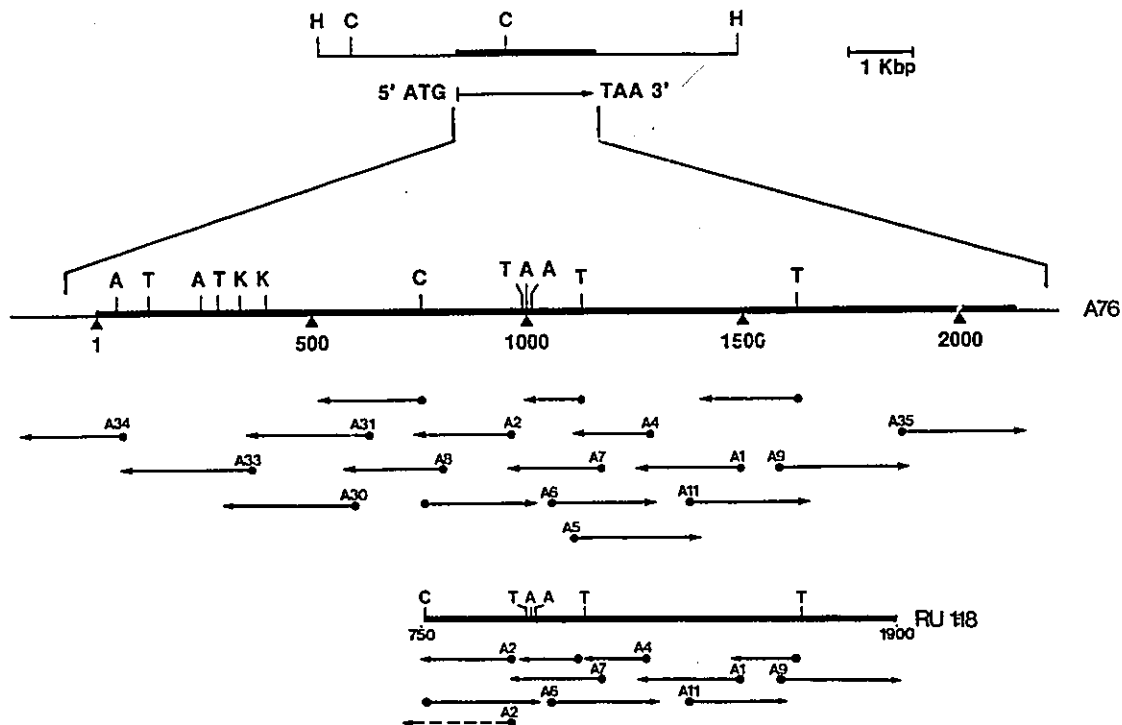 H C C H
1 Kbp
5' ATG TAA 3'
A T A T K K C T A A T T
A76
1 500 1000 1500 2000
A34 A31 A2 A4 A35
A33 A8 A7 A1 A9
A30 A6 A11
A5
C T A A T T
RU 118
750 1900
A2 A4
A7 A1 A9
A6 A11
A2